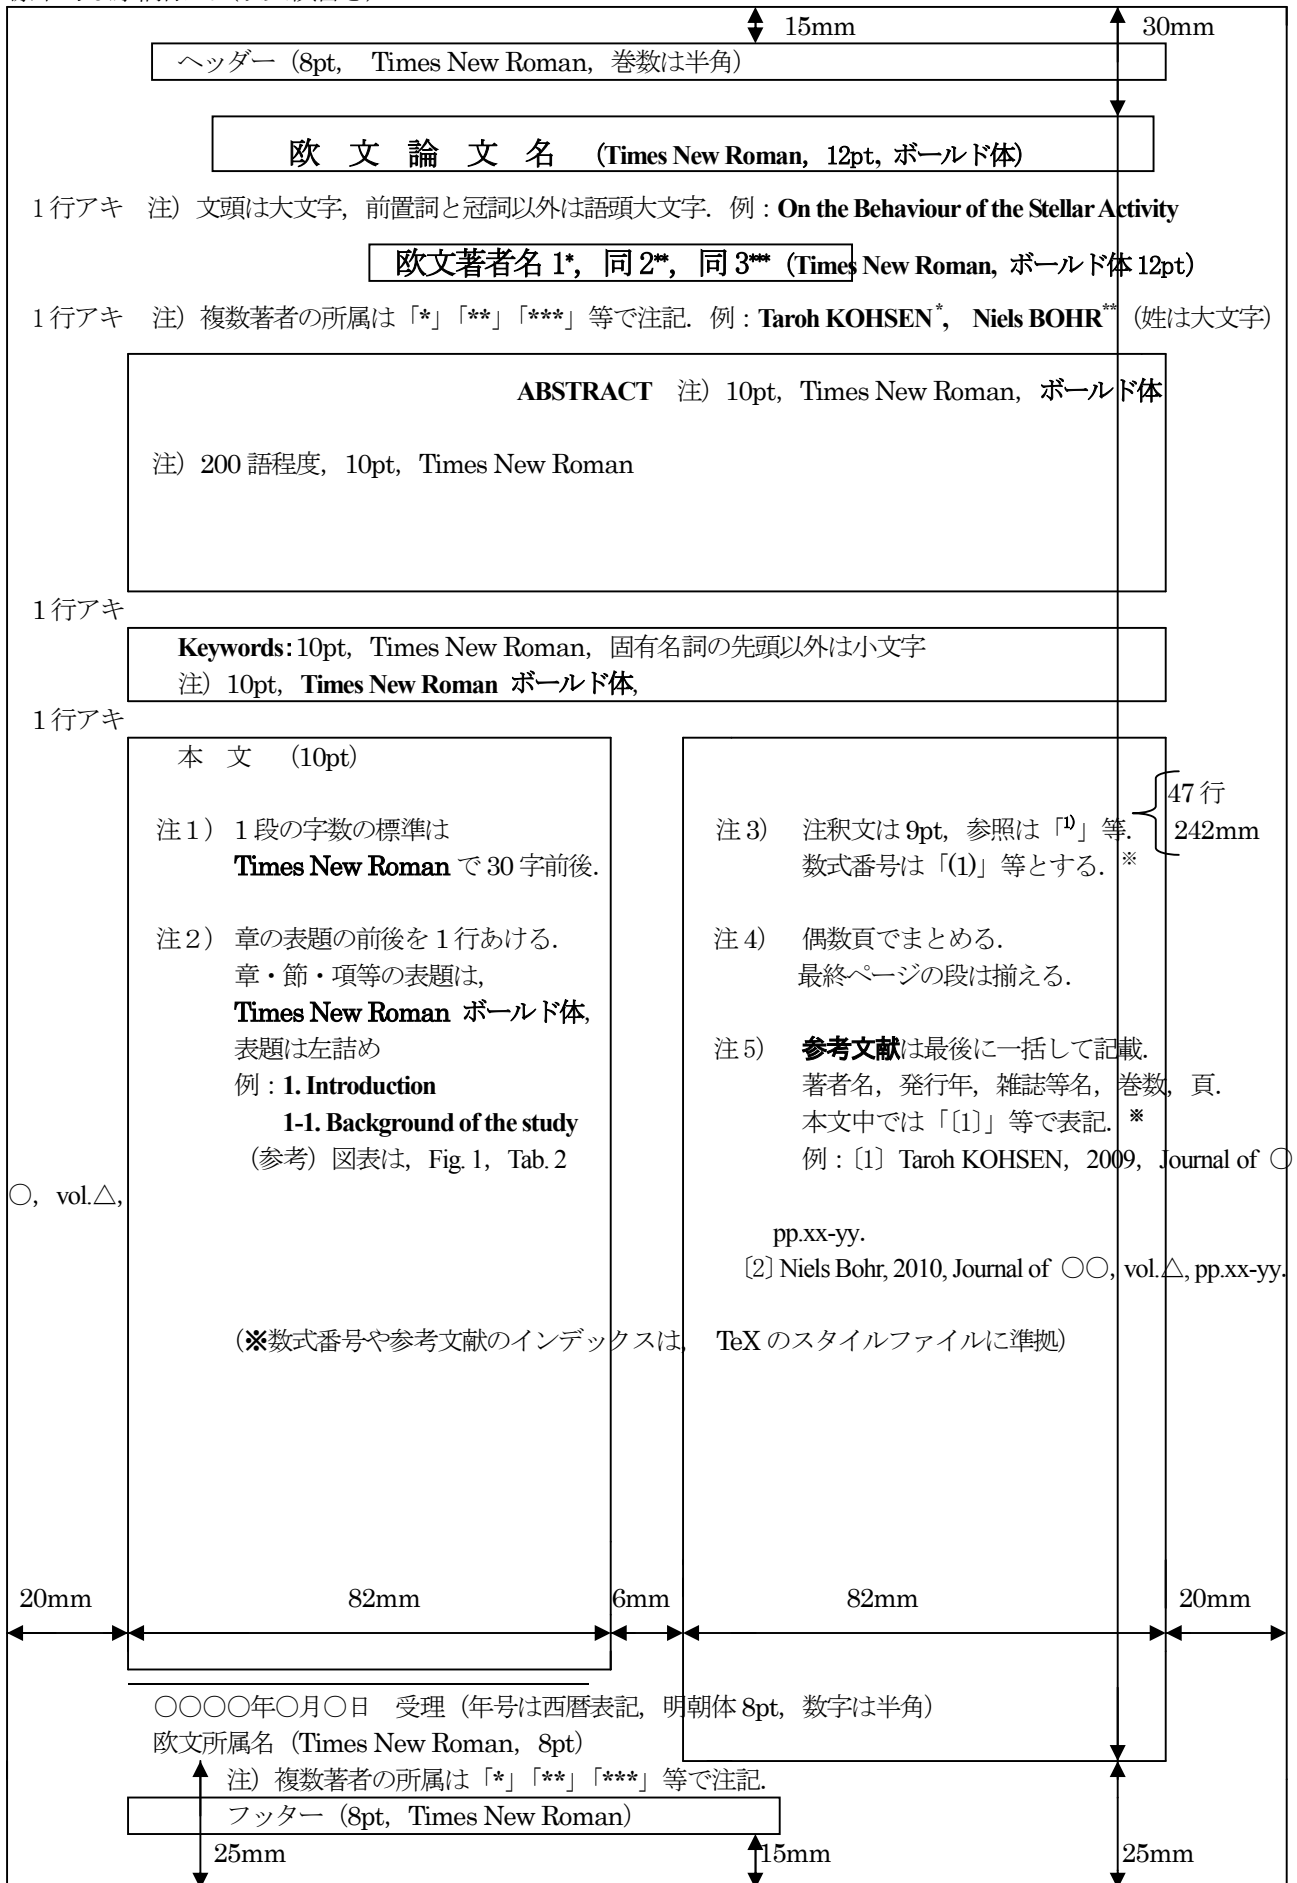 15mm
30mm
ヘッダー（8pt， Times New Roman，巻数は半角）
欧 文 論 文 名 （Times New Roman，12pt, ボールド体）
１行アキ 注）文頭は大文字，前置詞と冠詞以外は語頭大文字．例：On the Behaviour of the Stellar Activity
欧文著者名 1*，同 2**，同 3***（Times New Roman, ボールド体 12pt）
１行アキ 注）複数著者の所属は「*」「**」「***」等で注記．例：Taroh KOHSEN*, Niels BOHR**（姓は大文字）
ABSTRACT 注）10pt，Times New Roman，ボールド体
注）200 語程度，10pt，Times New Roman
１行アキ
Keywords：10pt，Times New Roman，固有名詞の先頭以外は小文字
注）10pt，Times New Roman ボールド体,
１行アキ
本 文 （10pt）
注１）１段の字数の標準は
Times New Roman で 30 字前後．
注２）章の表題の前後を１行あける．
章・節・項等の表題は，
Times New Roman ボールド体,
表題は左詰め
例：1. Introduction
1-1. Background of the study
（参考）図表は，Fig. 1，Tab. 2
47 行
242mm
注 3） 注釈文は 9pt，参照は「1)」等．
数式番号は「(1)」等とする．※
注 4） 偶数頁でまとめる．
最終ページの段は揃える．
注 5） 参考文献は最後に一括して記載．
著者名，発行年，雑誌等名，巻数，頁．
本文中では「〔1〕」等で表記．※
例：〔1〕Taroh KOHSEN，2009，Journal of ○
○，vol.△,
pp.xx-yy.
〔2〕Niels Bohr, 2010, Journal of ○○, vol.△, pp.xx-yy.
（※数式番号や参考文献のインデックスは， TeX のスタイルファイルに準拠）
20mm 82mm 6mm 82mm 20mm
○○○○年○月○日 受理（年号は西暦表記，明朝体 8pt，数字は半角）
欧文所属名（Times New Roman，8pt）
注）複数著者の所属は「*」「**」「***」等で注記．
フッター（8pt，Times New Roman）
25mm 15mm 25mm